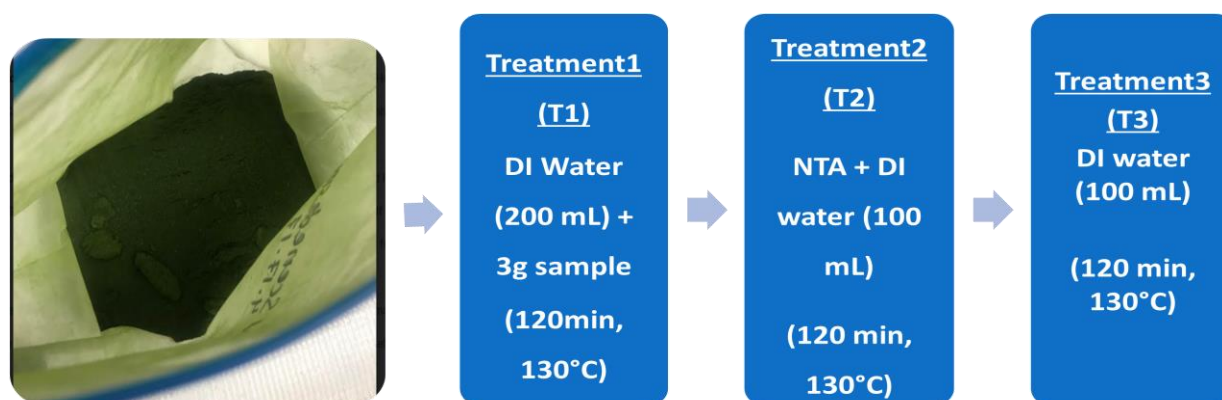 Treatment1
(T1)
DI Water
(200 mL) +
3g sample
(120min,
130°C)
Treatment2
(T2)
NTA + DI
water (100
mL)
(120 min,
130°C)
Treatment3
(T3)
DI water
(100 mL)
(120 min,
130°C)